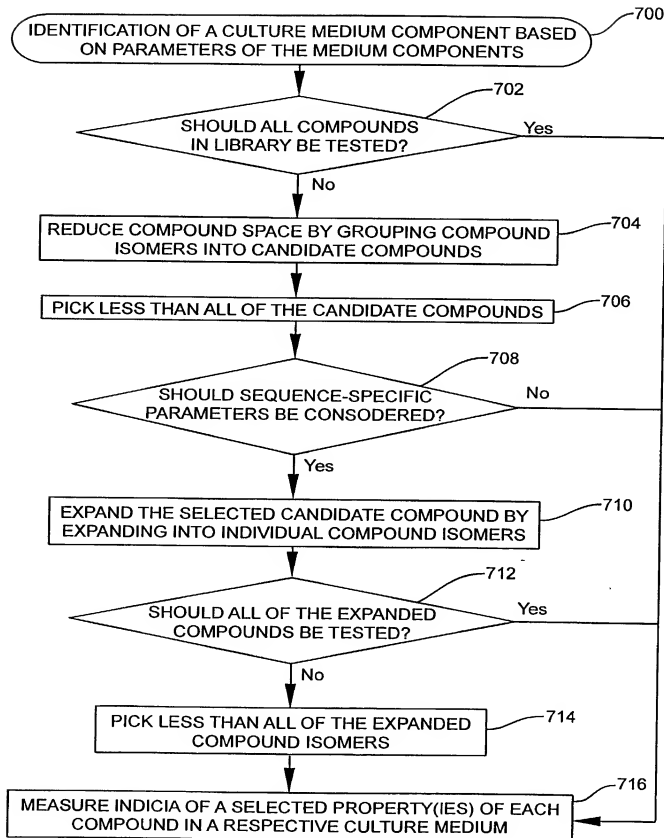 IDENTIFICATION OF A CULTURE MEDIUM COMPONENT BASED
ON PARAMETERS OF THE MEDIUM COMPONENTS
700
702
SHOULD ALL COMPOUNDS
IN LIBRARY BE TESTED?
Yes
No
REDUCE COMPOUND SPACE BY GROUPING COMPOUND
ISOMERS INTO CANDIDATE COMPOUNDS
704
PICK LESS THAN ALL OF THE CANDIDATE COMPOUNDS
706
708
SHOULD SEQUENCE-SPECIFIC
PARAMETERS BE CONSODERED?
No
Yes
EXPAND THE SELECTED CANDIDATE COMPOUND BY
EXPANDING INTO INDIVIDUAL COMPOUND ISOMERS
710
712
SHOULD ALL OF THE EXPANDED
COMPOUNDS BE TESTED?
Yes
No
PICK LESS THAN ALL OF THE EXPANDED
COMPOUND ISOMERS
714
716
MEASURE INDICIA OF A SELECTED PROPERTY(IES) OF EACH
COMPOUND IN A RESPECTIVE CULTURE MEDIUM